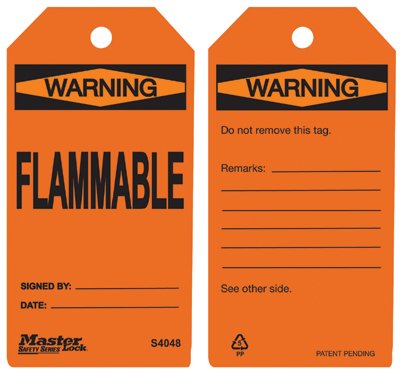 WARNING
FLAMMABLE
SIGNED BY:
DATE:
Master
Lock
SAFETY SERIES
S4048
WARNING
Do not remove this tag.
Remarks:
See other side.
5
PP
PATENT PENDING